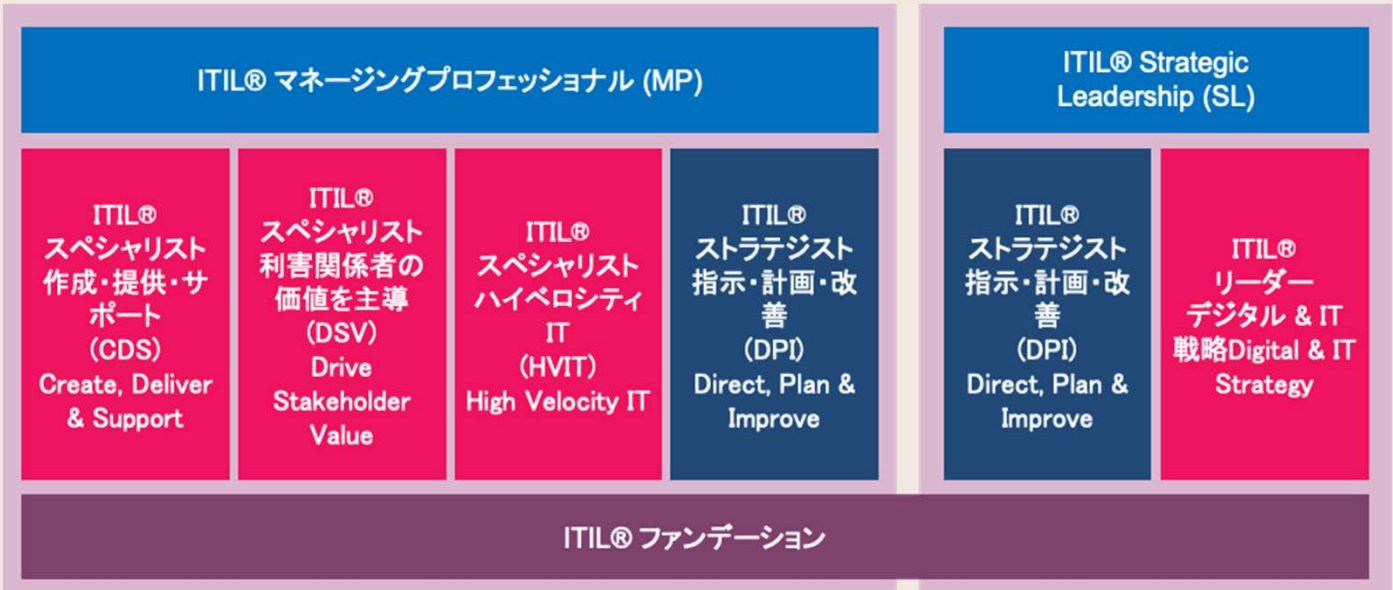 ITIL® マネージングプロフェッショナル (MP)
ITIL® Strategic
Leadership (SL)
ITIL®
スペシャリスト
作成・提供・サ
ポート
(CDS)
Create, Deliver
& Support
ITIL®
スペシャリスト
利害関係者の
価値を主導
(DSV)
Drive
Stakeholder
Value
ITIL®
スペシャリスト
ハイベロシティ
IT
(HVIT)
High Velocity IT
ITIL®
ストラテジスト
指示・計画・改
善
(DPI)
Direct, Plan &
Improve
ITIL®
ストラテジスト
指示・計画・改
善
(DPI)
Direct, Plan &
Improve
ITIL®
リーダー
デジタル & IT
戦略Digital & IT
Strategy
ITIL® ファンデーション